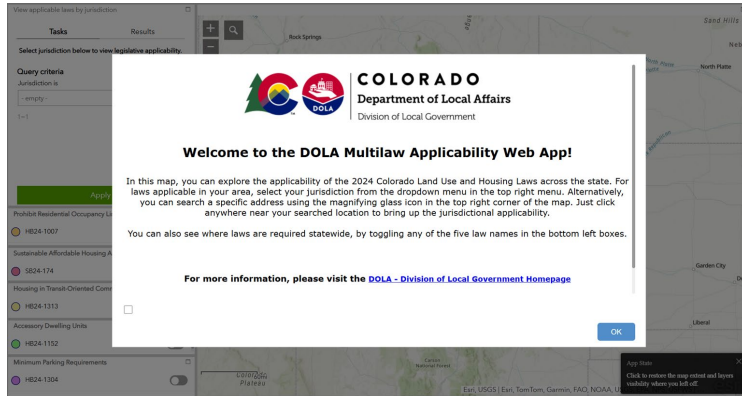 View applicable laws by jurisdiction
Tasks
Results
Select jurisdiction below to view legislative applicability.
Query criteria
Jurisdiction is
- empty -
Apply
Prohibit Residential Occupancy Li
HB24-1007
Sustainable Affordable Housing A
SB24-174
Housing in Transit-Oriented Com
HB24-1313
Accessory Dwelling Units
HB24-1152
Minimum Parking Requirements
HB24-1304
Rock Springs
Sand Hills
Neb
North Platte
North Platte
COLORADO
Department of Local Affairs
Division of Local Government
DOLA
Welcome to the DOLA Multilaw Applicability Web App!
In this map, you can explore the applicability of the 2024 Colorado Land Use and Housing Laws across the state. For
laws applicable in your area, select your jurisdiction from the dropdown menu in the top right menu. Alternatively,
you can search a specific address using the magnifying glass icon in the top right corner of the map. Just click
anywhere near your searched location to bring up the jurisdictional applicability.
You can also see where laws are required statewide, by toggling any of the five law names in the bottom left boxes.
For more information, please visit the DOLA - Division of Local Government Homepage
OK
Garden City
Liberal
Colorado
Plateau
Carson
National Forest
Esri, USGS | Esri, TomTom, Garmin, FAO, NOAA, U
App State
Click to restore the map extent and layers
visibility where you left off.